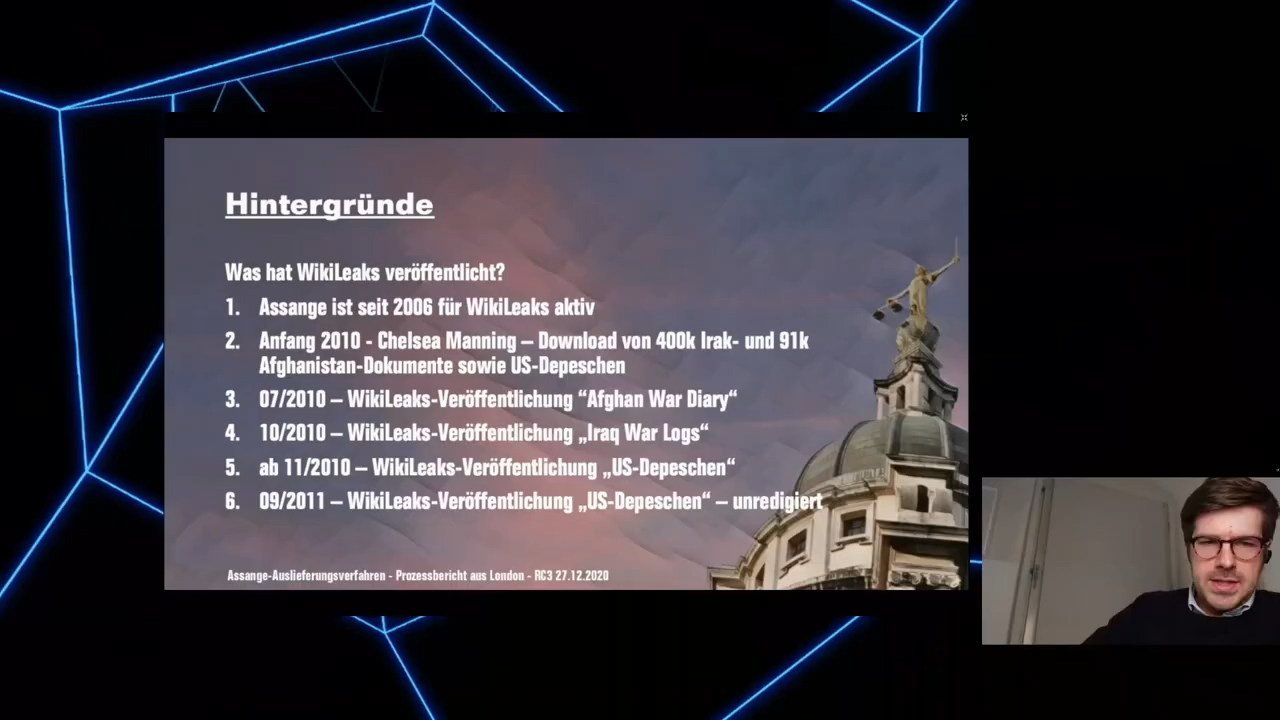 Hintergründe
Was hat WikiLeaks veröffentlicht?
1. Assange ist seit 2006 für WikiLeaks aktiv
2. Anfang 2010 - Chelsea Manning – Download von 400k Irak- und 91k
Afghanistan-Dokumente sowie US-Depeschen
3. 07/2010 – WikiLeaks-Veröffentlichung “Afghan War Diary“
4. 10/2010 – WikiLeaks-Veröffentlichung „Iraq War Logs“
5. ab 11/2010 – WikiLeaks-Veröffentlichung „US-Depeschen“
6. 09/2011 – WikiLeaks-Veröffentlichung „US-Depeschen“ – unredigiert
Assange-Auslieferungsverfahren - Prozessbericht aus London - RC3 27.12.2020